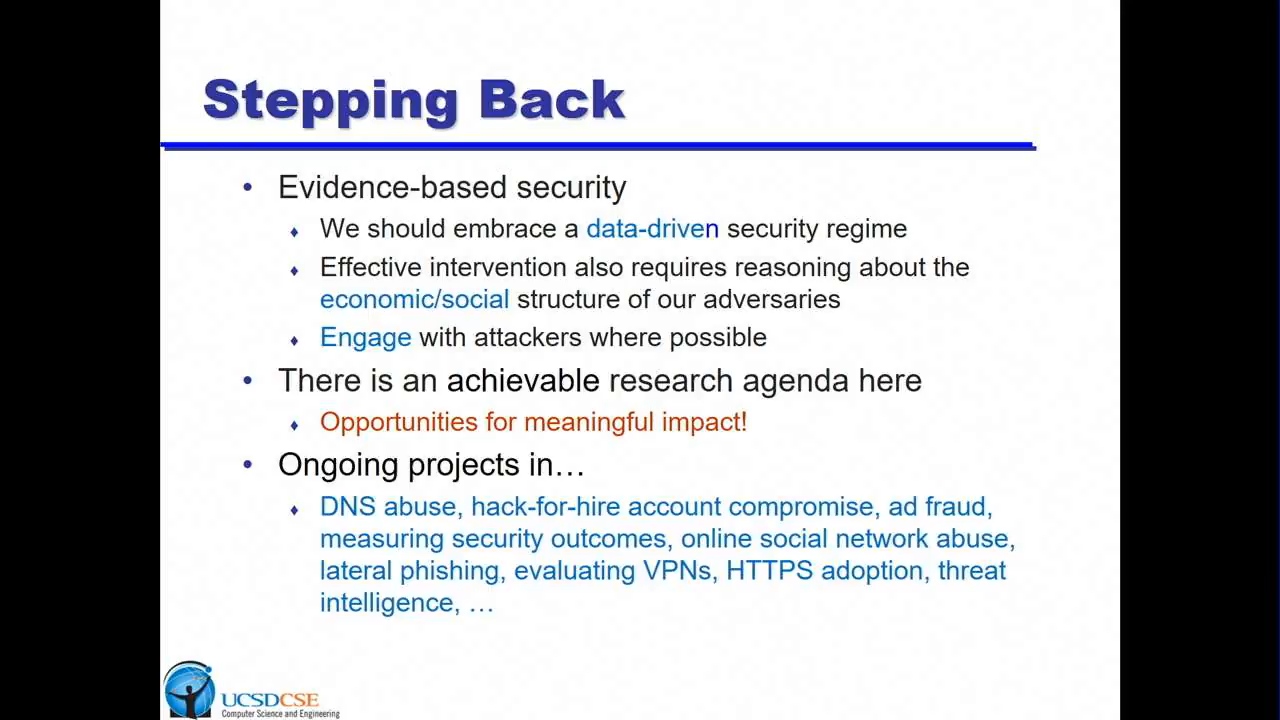 Stepping Back
• Evidence-based security
♦ We should embrace a data-driven security regime
♦ Effective intervention also requires reasoning about the
economic/social structure of our adversaries
♦ Engage with attackers where possible
• There is an achievable research agenda here
♦ Opportunities for meaningful impact!
• Ongoing projects in…
♦ DNS abuse, hack-for-hire account compromise, ad fraud,
measuring security outcomes, online social network abuse,
lateral phishing, evaluating VPNs, HTTPS adoption, threat
intelligence, …
UCSDCSE
Computer Science and Engineering